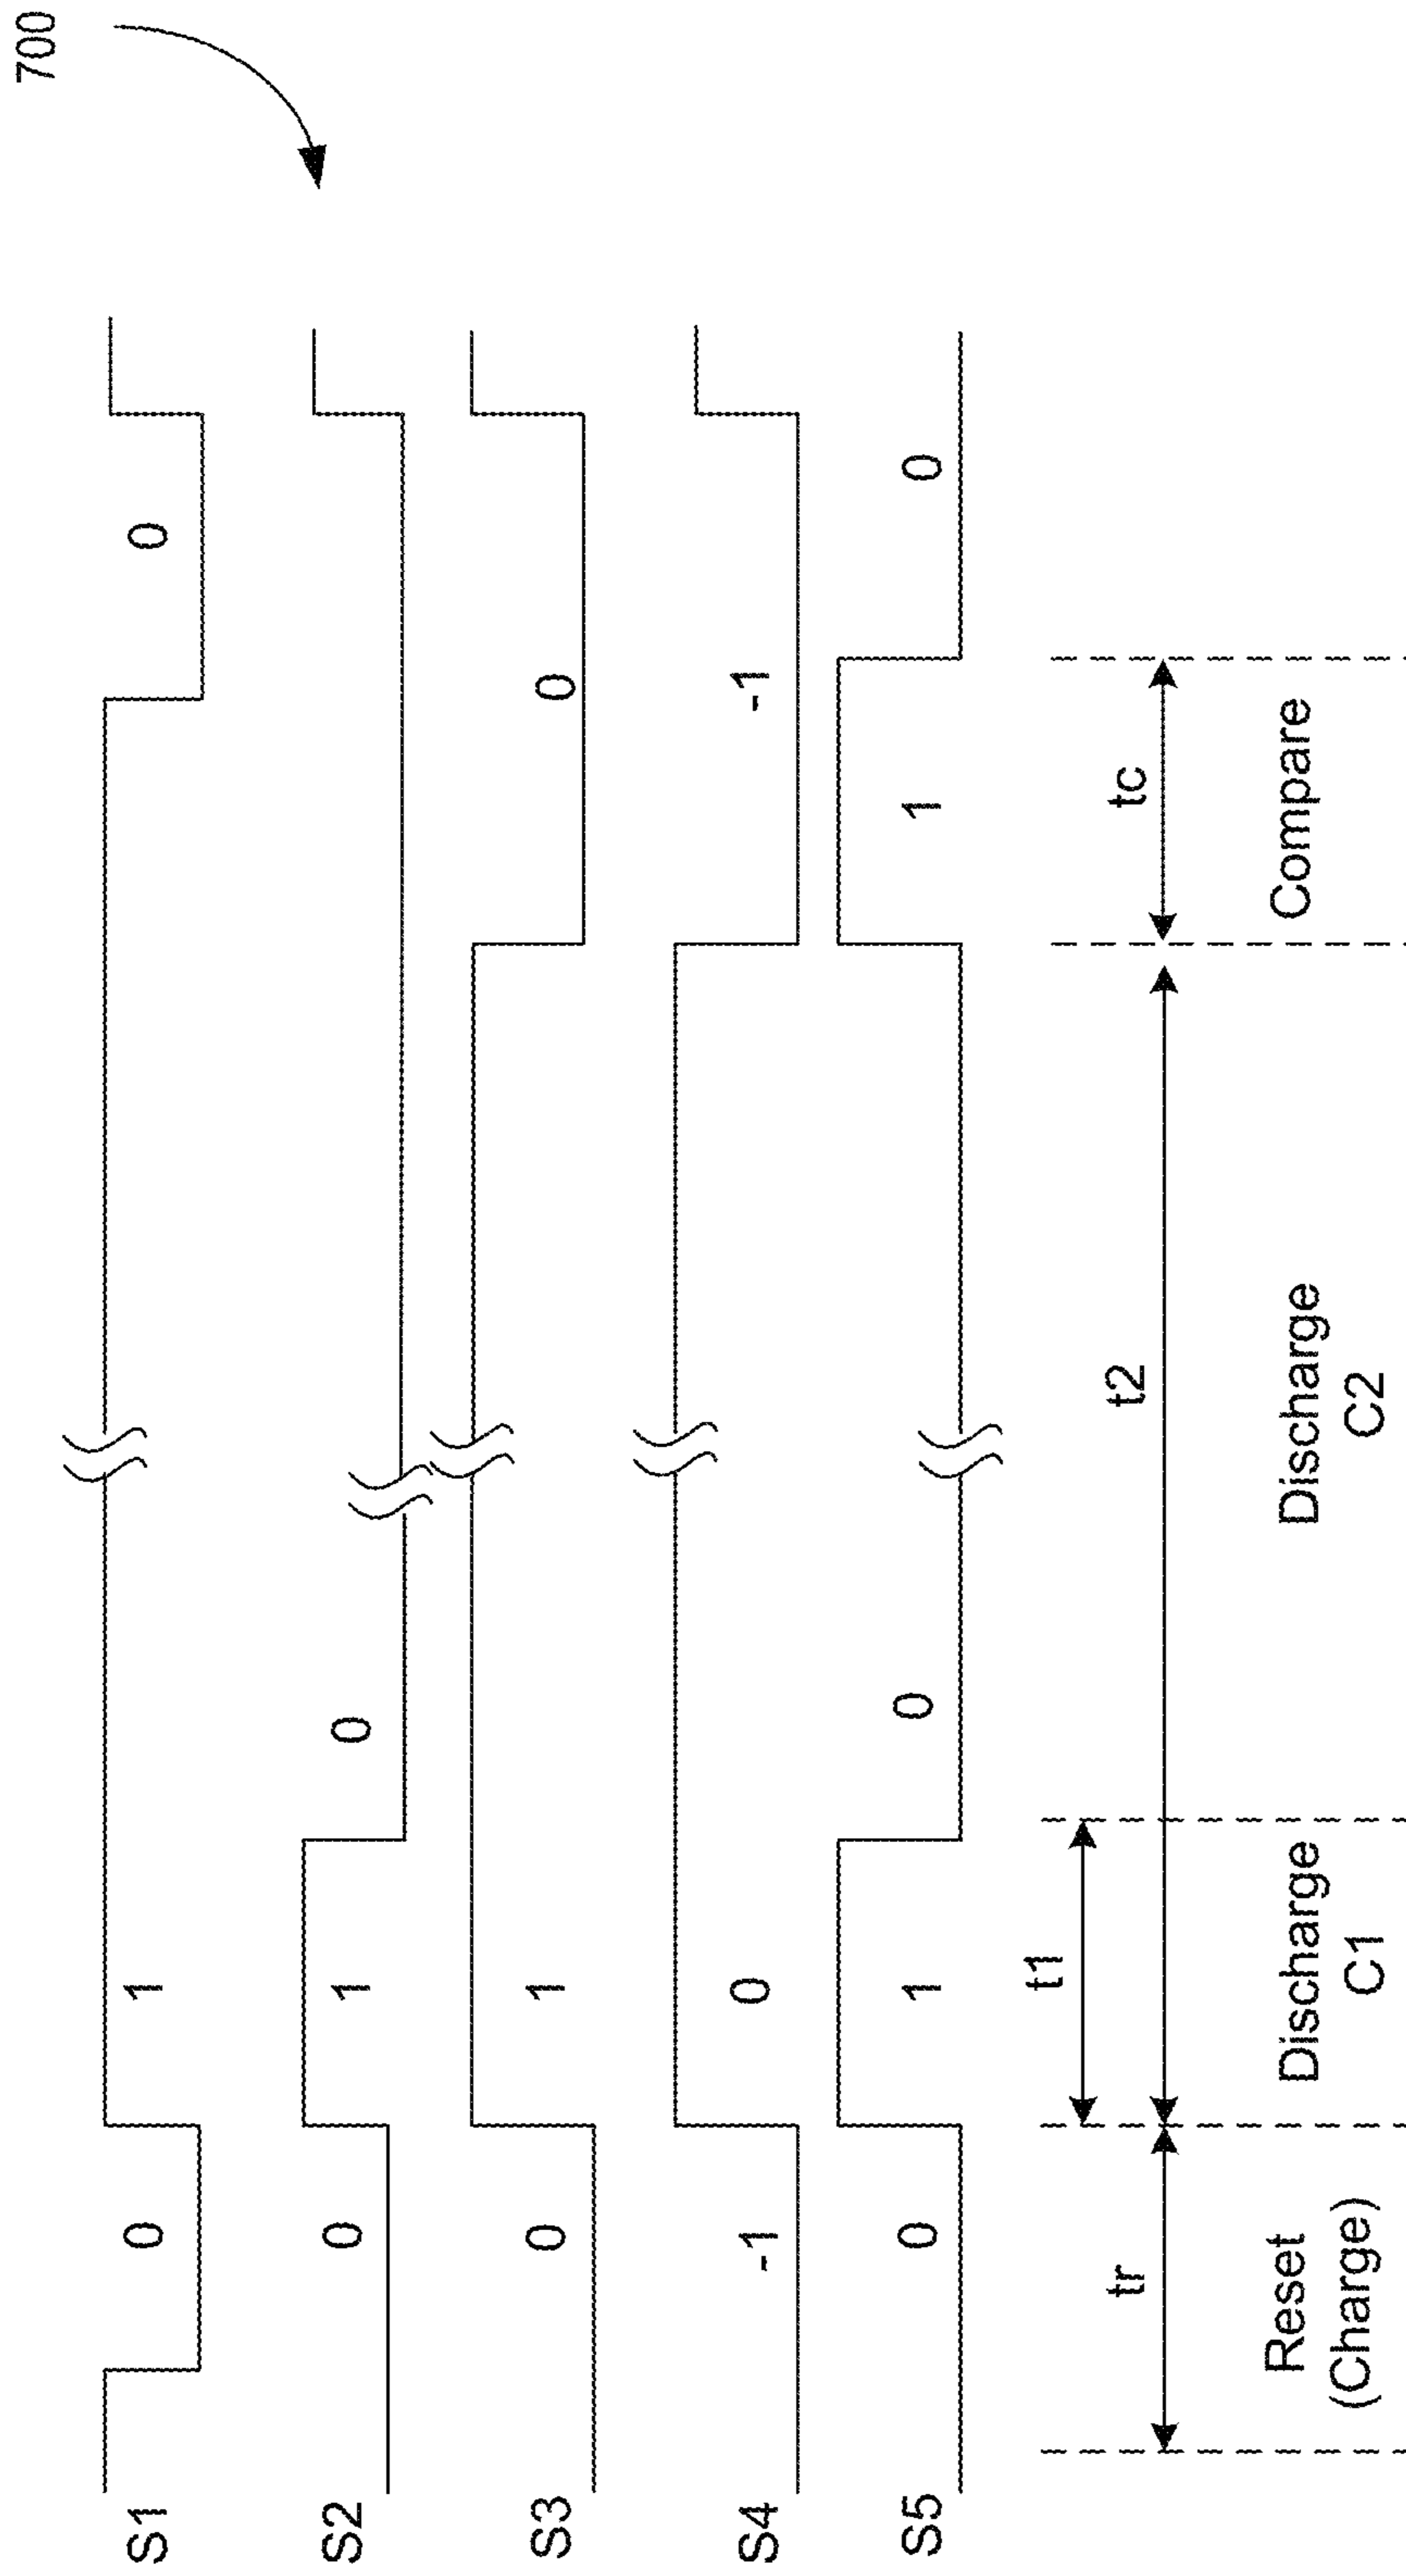 700
S1 0 1 0
S2 0 1 0
S3 0 1 0
S4 -1 0 -1
S5 0 1 0 1 0
t1
tr t2 tc
Reset Discharge Discharge Compare
(Charge) C1 C2